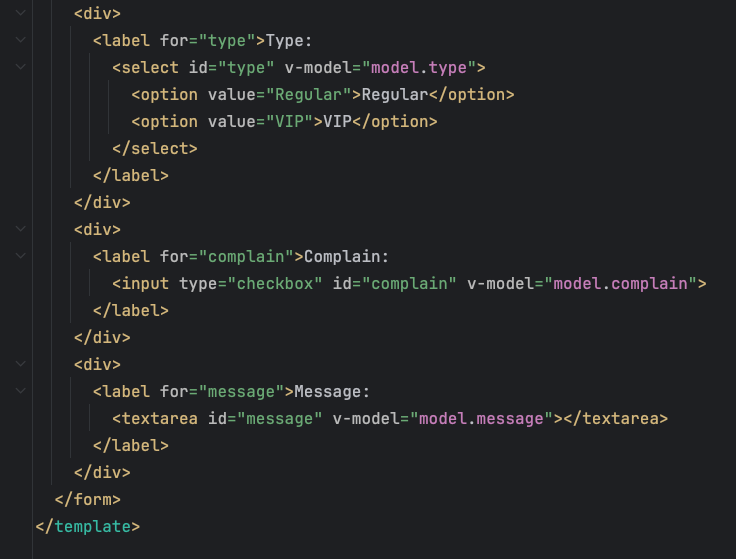 <div>
<label for="type">Type:
<select id="type" v-model="model.type">
<option value="Regular">Regular</option>
<option value="VIP">VIP</option>
</select>
</label>
</div>
<div>
<label for="complain">Complain:
<input type="checkbox" id="complain" v-model="model.complain">
</label>
</div>
<div>
<label for="message">Message:
<textarea id="message" v-model="model.message"></textarea>
</label>
</div>
</form>
</template>